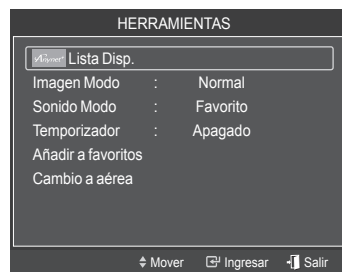 HERRAMIENTAS
Anynet+ Lista Disp.
Imagen Modo : Normal
Sonido Modo : Favorito
Temporizador : Apagado
Añadir a favoritos
Cambio a aérea
Mover Ingresar Salir